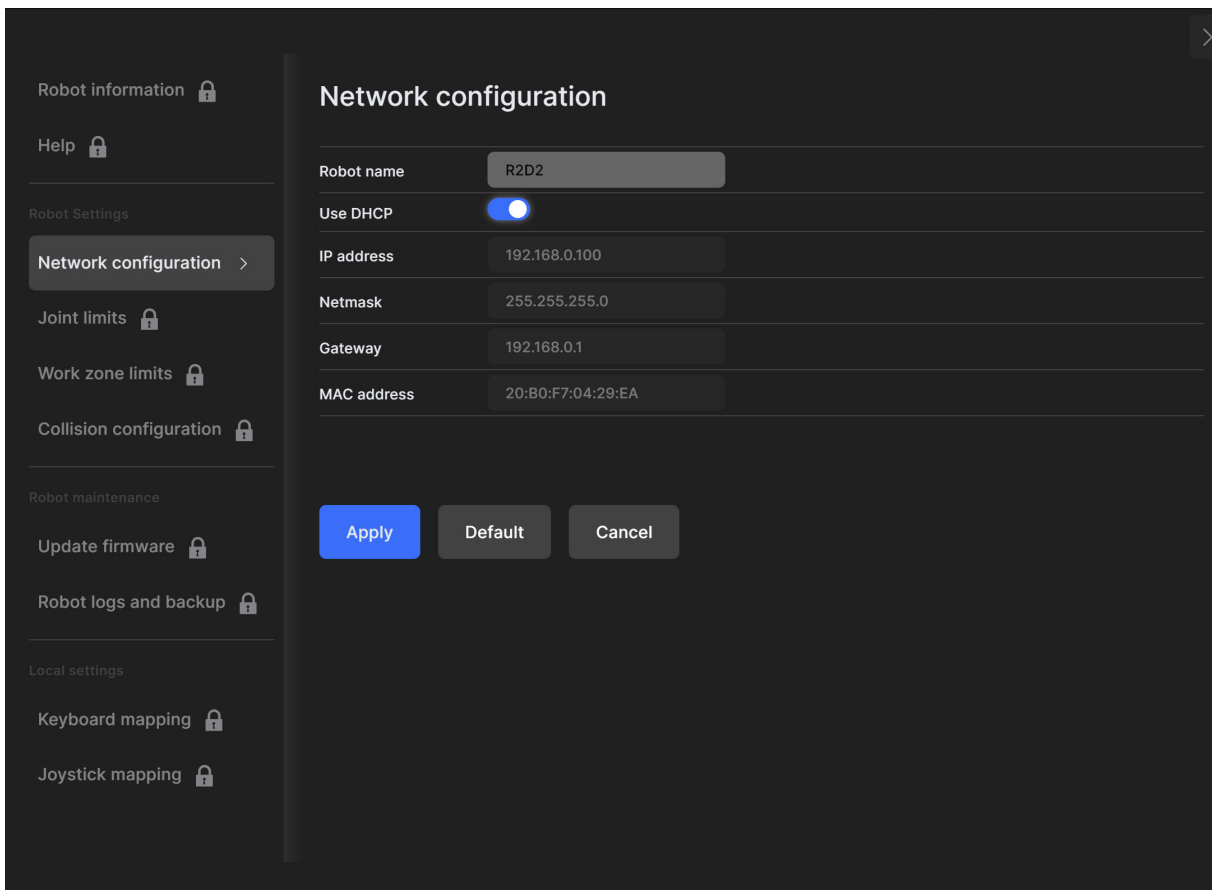 Robot information
Help
Robot Settings
Network configuration
Joint limits
Work zone limits
Collision configuration
Robot maintenance
Update firmware
Robot logs and backup
Local settings
Keyboard mapping
Joystick mapping
Network configuration
Robot name R2D2
Use DHCP
IP address 192.168.0.100
Netmask 255.255.255.0
Gateway 192.168.0.1
MAC address 20:B0:F7:04:29:EA
Apply Default Cancel